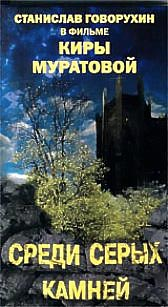 СТАНИСЛАВ ГОВОРУХИН
В ФИЛЬМЕ
КИРЫ
МУРАТОВОЙ
СРЕДИ СЕРЫХ
КАМНЕЙ